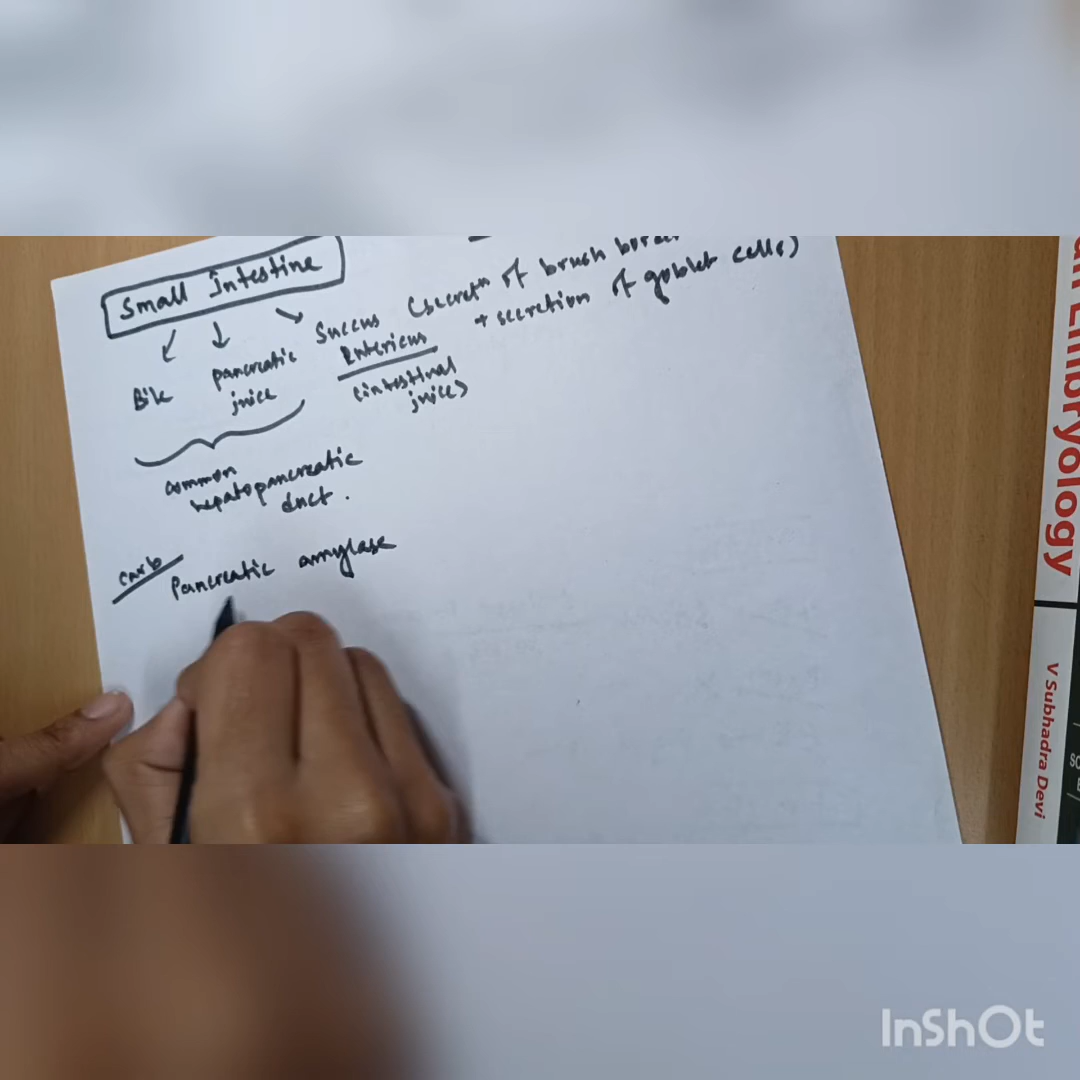 Small Intestine
Bile
pancreatic
juice
Succus
Entericus
(intestinal
juice)
(secretn of brush border
+ secretion of goblet cells)
common
hepatopancreatic
duct.
carb
Pancreatic amylase
Embryology
V Subhadra Devi
InShOt